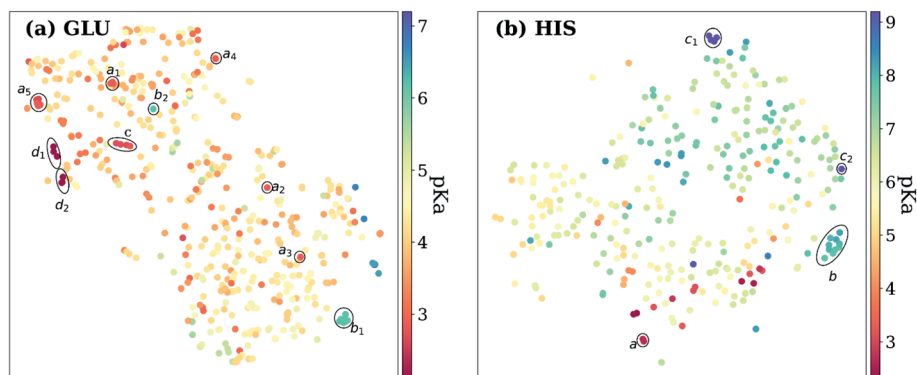 (a) GLU
a₄
a₁
b₂
a₅
c
d₁
d₂
a₂
a₃
b₁
7
6
5
4
3
pKa
(b) HIS
c₁
c₂
b
a
9
8
7
6
5
4
3
pKa